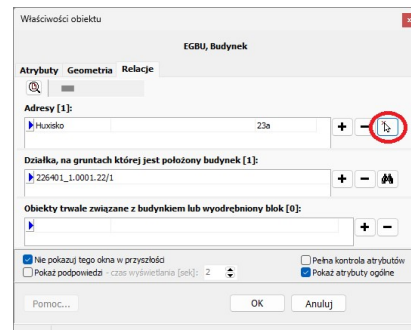 Właściwości obiektu
x
EGBU, Budynek
Atrybuty Geometria Relacje
Adresy [1]:
Huxisko 23a
+ −
Działka, na gruntach której jest położony budynek [1]:
226401_1.0001.22/1
+ −
Obiekty trwale związane z budynkiem lub wyodrębniony blok [0]:
+ −
Nie pokazuj tego okna w przyszłości Pełna kontrola atrybutów
Pokaż podpowiedzi - czas wyświetlania [sek]: 2 Pokaż atrybuty ogólne
Pomoc... OK Anuluj